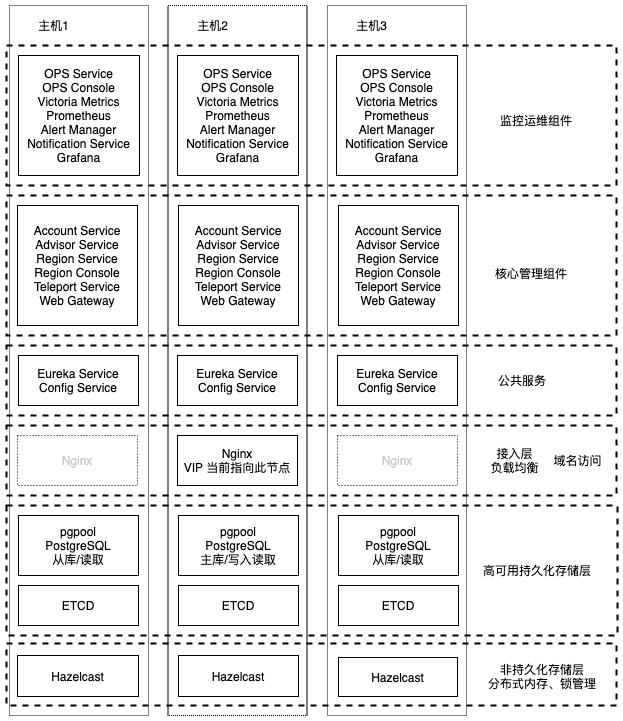 主机1
主机2
主机3
OPS Service
OPS Console
Victoria Metrics
Prometheus
Alert Manager
Notification Service
Grafana
OPS Service
OPS Console
Victoria Metrics
Prometheus
Alert Manager
Notification Service
Grafana
OPS Service
OPS Console
Victoria Metrics
Prometheus
Alert Manager
Notification Service
Grafana
监控运维组件
Account Service
Advisor Service
Region Service
Region Console
Teleport Service
Web Gateway
Account Service
Advisor Service
Region Service
Region Console
Teleport Service
Web Gateway
Account Service
Advisor Service
Region Service
Region Console
Teleport Service
Web Gateway
核心管理组件
Eureka Service
Config Service
Eureka Service
Config Service
Eureka Service
Config Service
公共服务
Nginx
Nginx
VIP 当前指向此节点
Nginx
接入层
负载均衡
域名访问
pgpool
PostgreSQL
从库/读取
pgpool
PostgreSQL
主库/写入读取
pgpool
PostgreSQL
从库/读取
高可用持久化存储层
ETCD
ETCD
ETCD
Hazelcast
Hazelcast
Hazelcast
非持久化存储层
分布式内存、锁管理